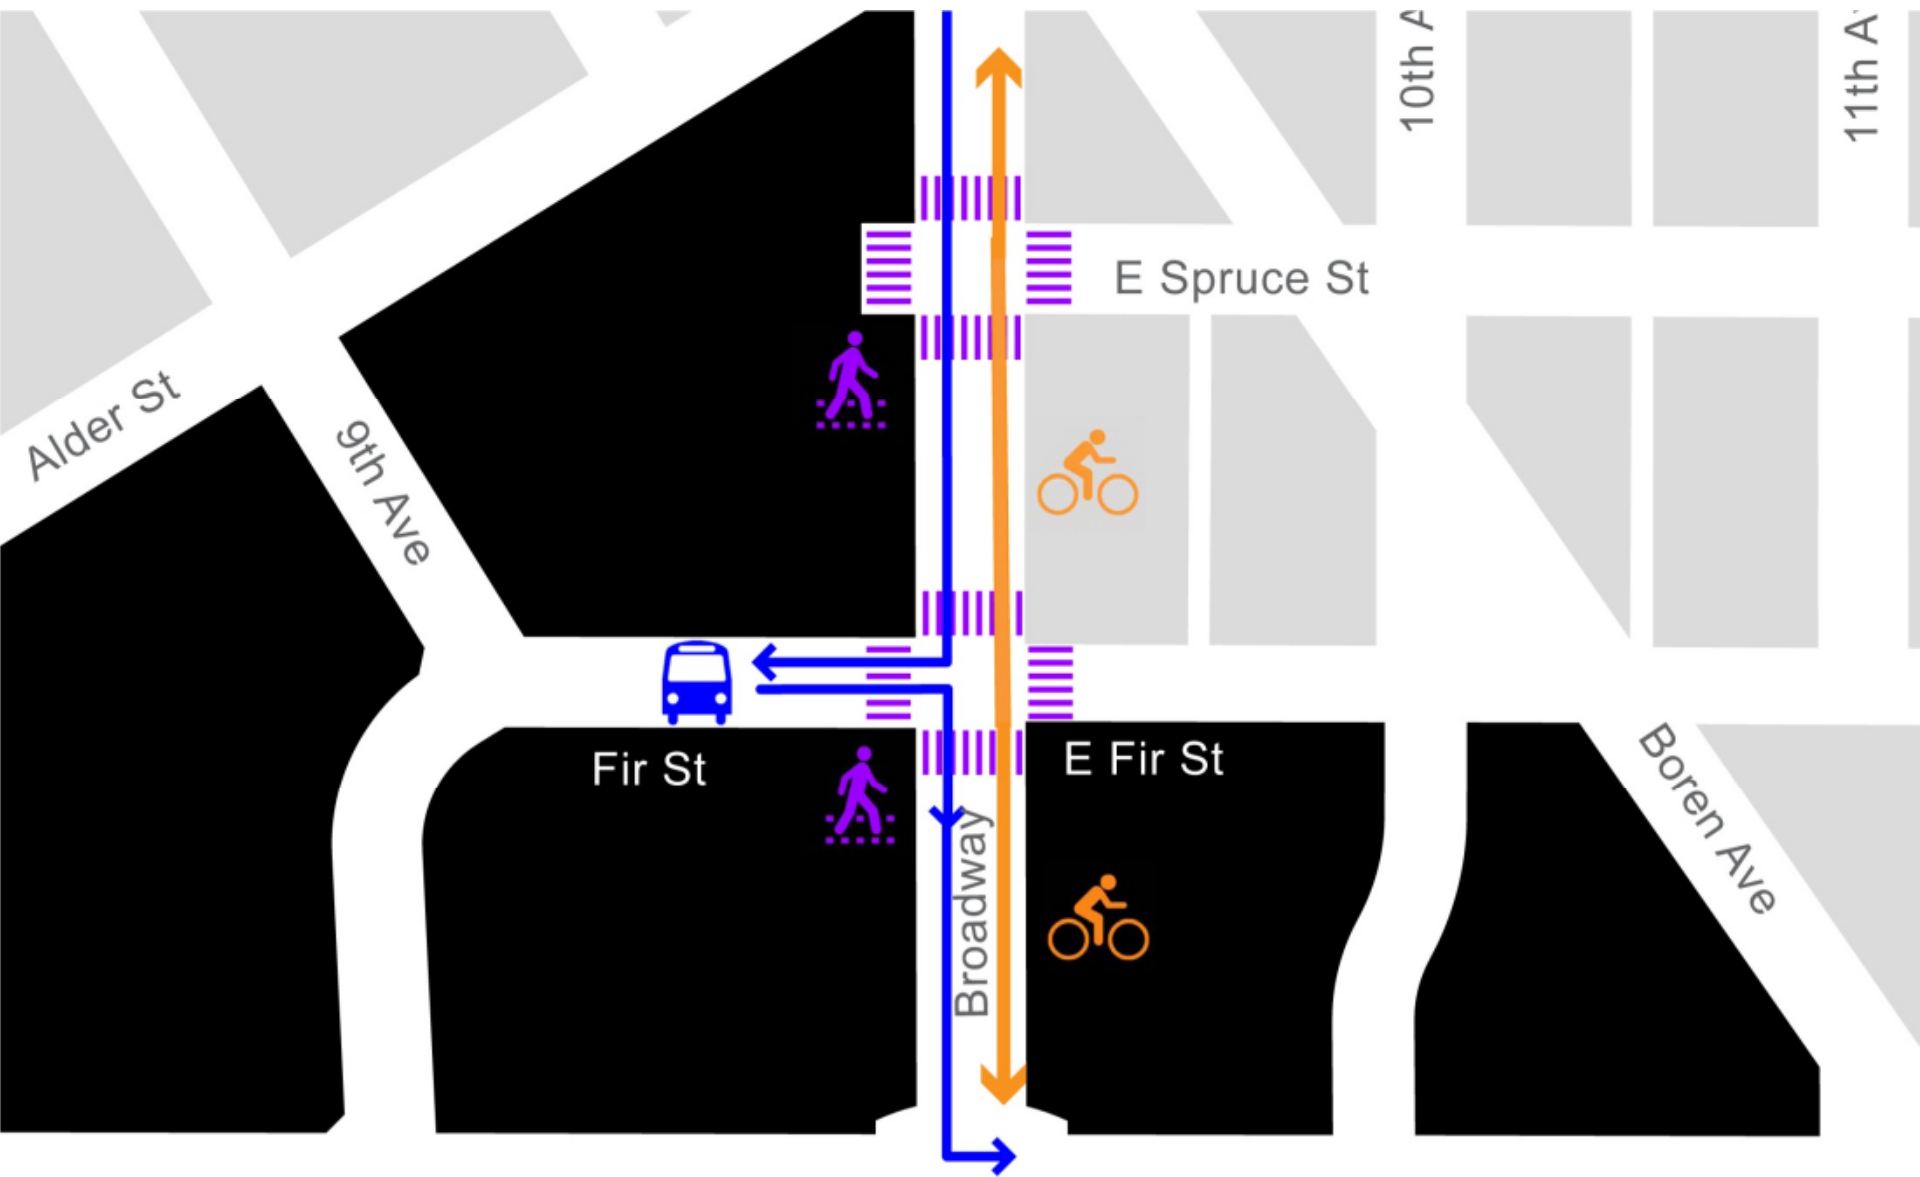 10th A
11th A
E Spruce St
Alder St
9th Ave
Fir St
E Fir St
Broadway
Boren Ave